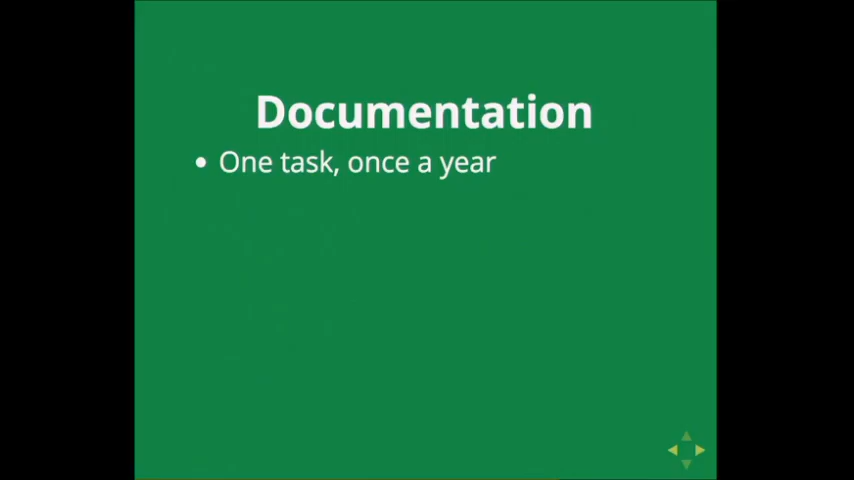 Documentation
• One task, once a year